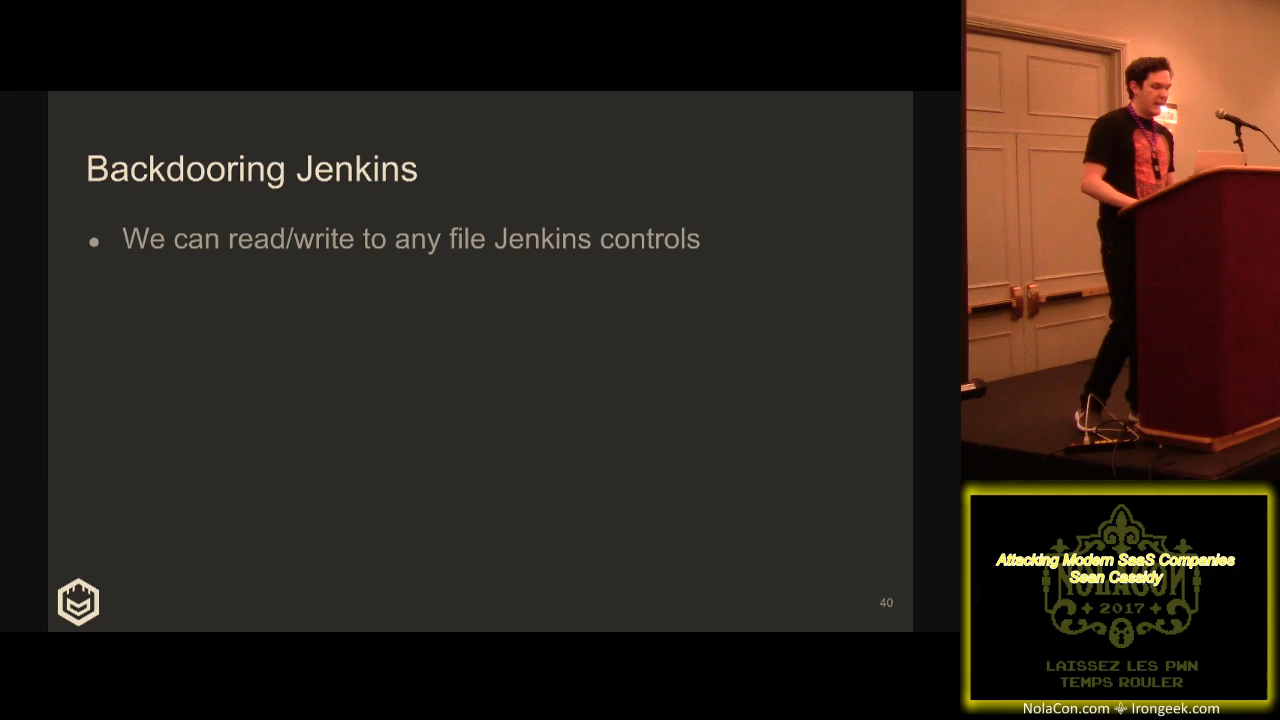 Backdooring Jenkins
• We can read/write to any file Jenkins controls
40
Attacking Modern SaaS Companies
Sean Cassidy
NOLACON
2017
LAISSEZ LES PWN
TEMPS ROULER
NolaCon.com ⚜ Irongeek.com